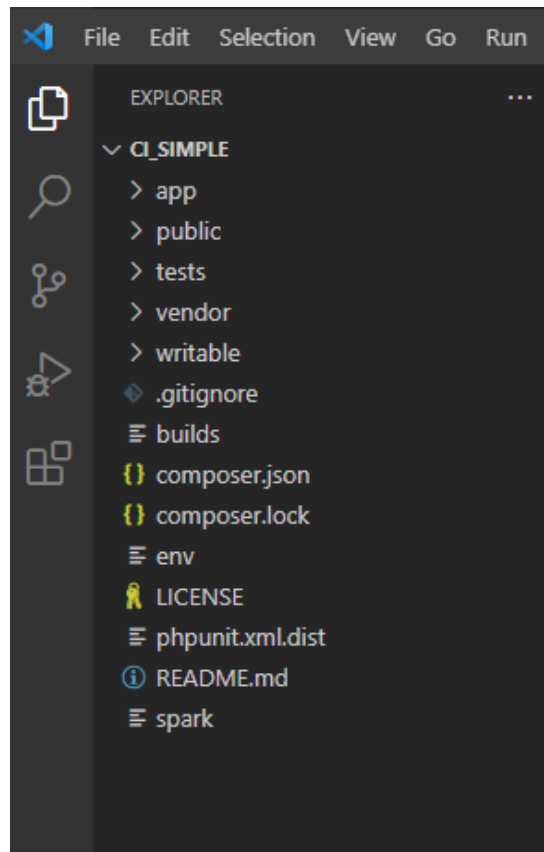 File Edit Selection View Go Run
EXPLORER
CI_SIMPLE
app
public
tests
vendor
writable
.gitignore
builds
composer.json
composer.lock
env
LICENSE
phpunit.xml.dist
README.md
spark